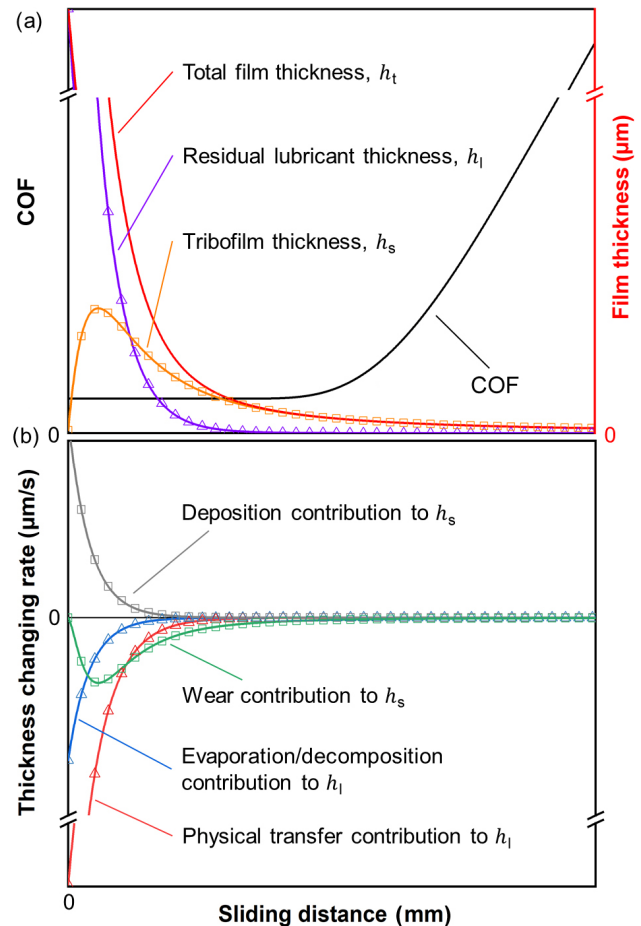 (a)
Total film thickness, hₜ
Residual lubricant thickness, hₗ
Tribofilm thickness, hₛ
COF
COF
Film thickness (μm)
0
0
(b)
Deposition contribution to hₛ
0
Wear contribution to hₛ
Evaporation/decomposition
contribution to hₗ
Physical transfer contribution to hₗ
Thickness changing rate (μm/s)
0
Sliding distance (mm)